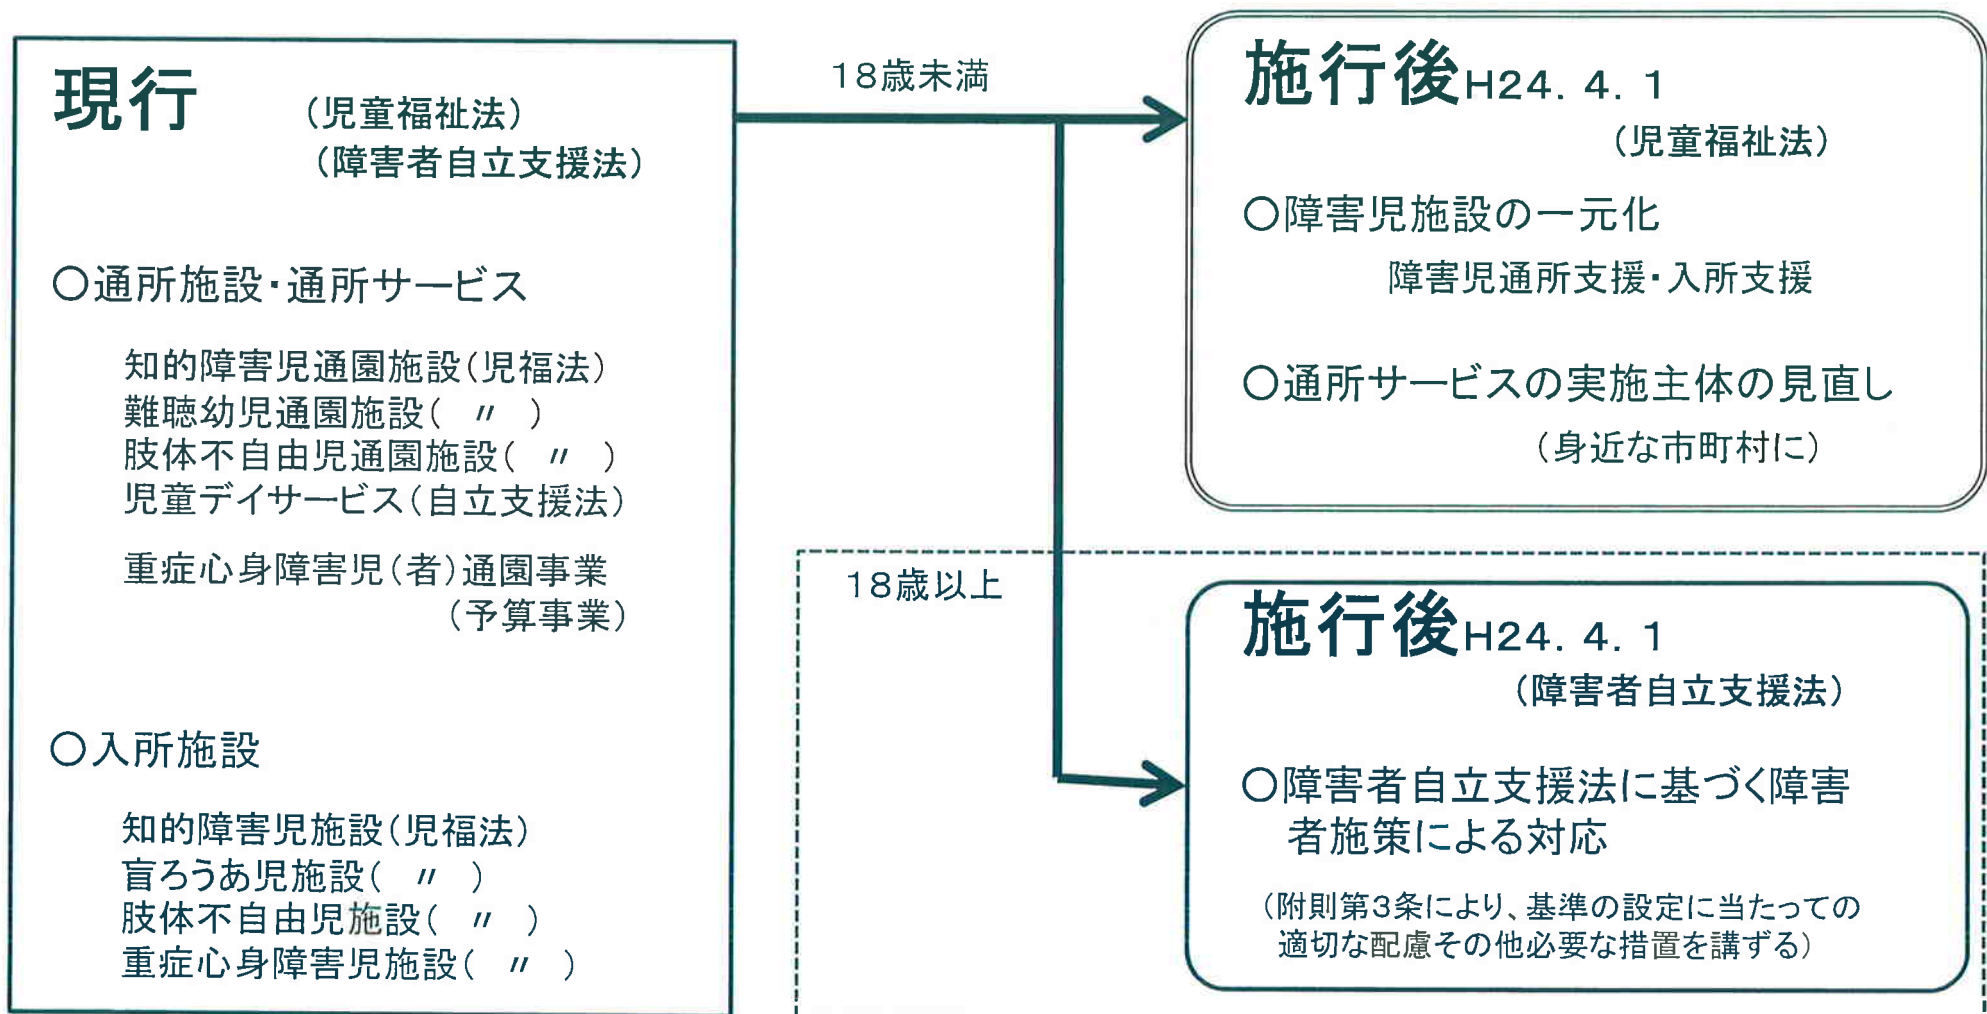 現行 (児童福祉法)
(障害者自立支援法)
○通所施設・通所サービス
知的障害児通園施設(児福法)
難聴幼児通園施設( 〃 )
肢体不自由児通園施設( 〃 )
児童デイサービス(自立支援法)
重症心身障害児(者)通園事業
(予算事業)
○入所施設
知的障害児施設(児福法)
盲ろうあ児施設( 〃 )
肢体不自由児施設( 〃 )
重症心身障害児施設( 〃 )
18歳未満
施行後H24. 4. 1
(児童福祉法)
○障害児施設の一元化
障害児通所支援・入所支援
○通所サービスの実施主体の見直し
(身近な市町村に)
18歳以上
施行後H24. 4. 1
(障害者自立支援法)
○障害者自立支援法に基づく障害
者施策による対応
(附則第3条により、基準の設定に当たっての
適切な配慮その他必要な措置を講ずる)